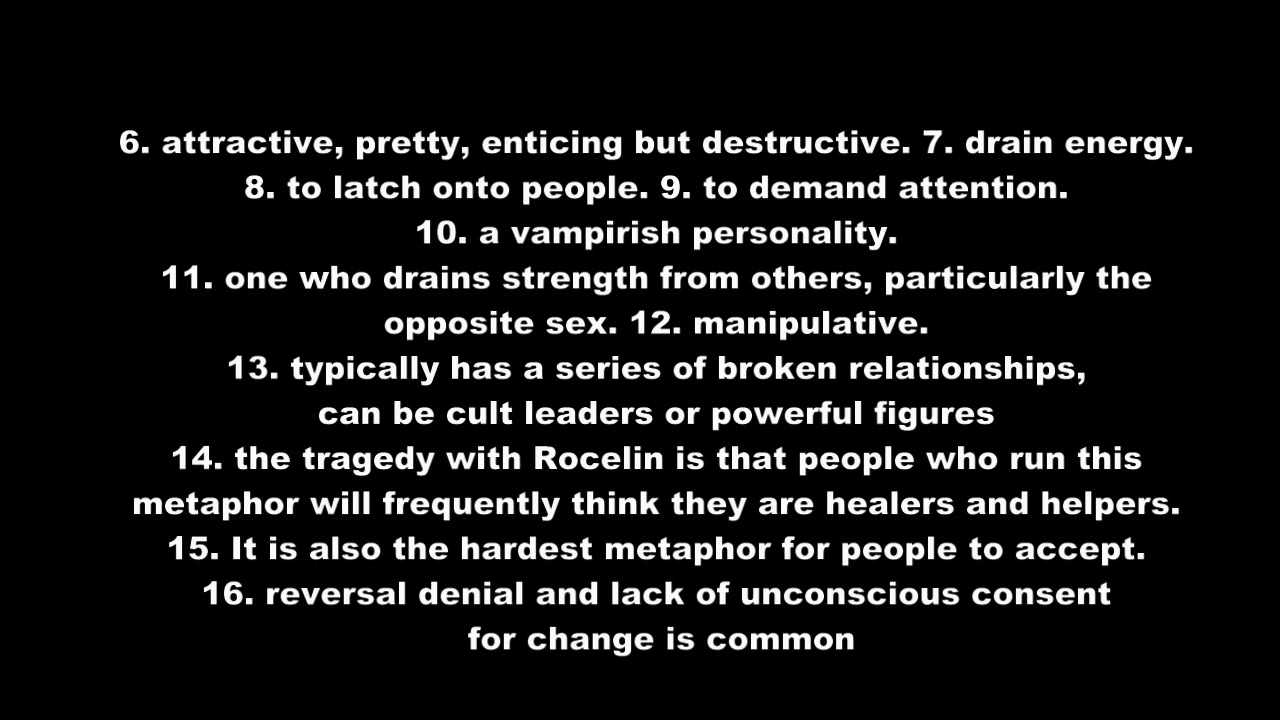 6. attractive, pretty, enticing but destructive. 7. drain energy.
8. to latch onto people. 9. to demand attention.
10. a vampirish personality.
11. one who drains strength from others, particularly the
opposite sex. 12. manipulative.
13. typically has a series of broken relationships,
can be cult leaders or powerful figures
14. the tragedy with Rocelin is that people who run this
metaphor will frequently think they are healers and helpers.
15. It is also the hardest metaphor for people to accept.
16. reversal denial and lack of unconscious consent
for change is common